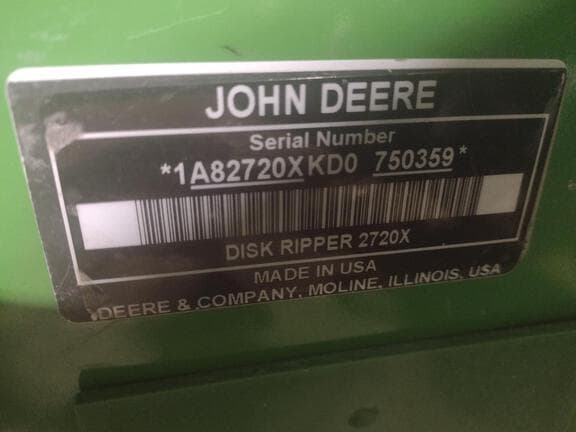 JOHN DEERE
Serial Number
*1A82720XKD0 750359*
DISK RIPPER 2720X
MADE IN USA
DEERE & COMPANY, MOLINE, ILLINOIS, USA